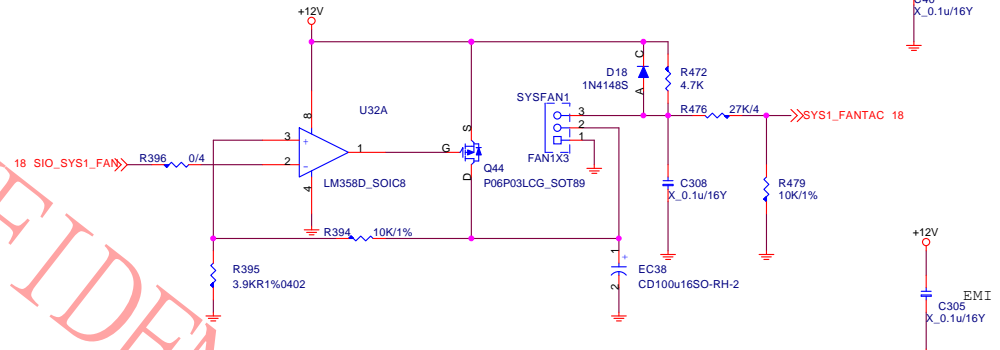 C46
X_0.1u/16Y
+12V
D18
1N4148S
C
A
R472
4.7K
U32A
SYSFAN1
3
2
1
FAN1X3
R476
27K/4
SYS1_FANTAC 18
8
3
+
2
-
1
4
LM358D_SOIC8
18 SIO_SYS1_FAN
R396
0/4
S
G
D
Q44
P06P03LCG_SOT89
C308
X_0.1u/16Y
R479
10K/1%
R394
10K/1%
R395
3.9KR1%0402
1
+
2
EC38
CD100u16SO-RH-2
+12V
C305
X_0.1u/16Y
EMI
FIDEN